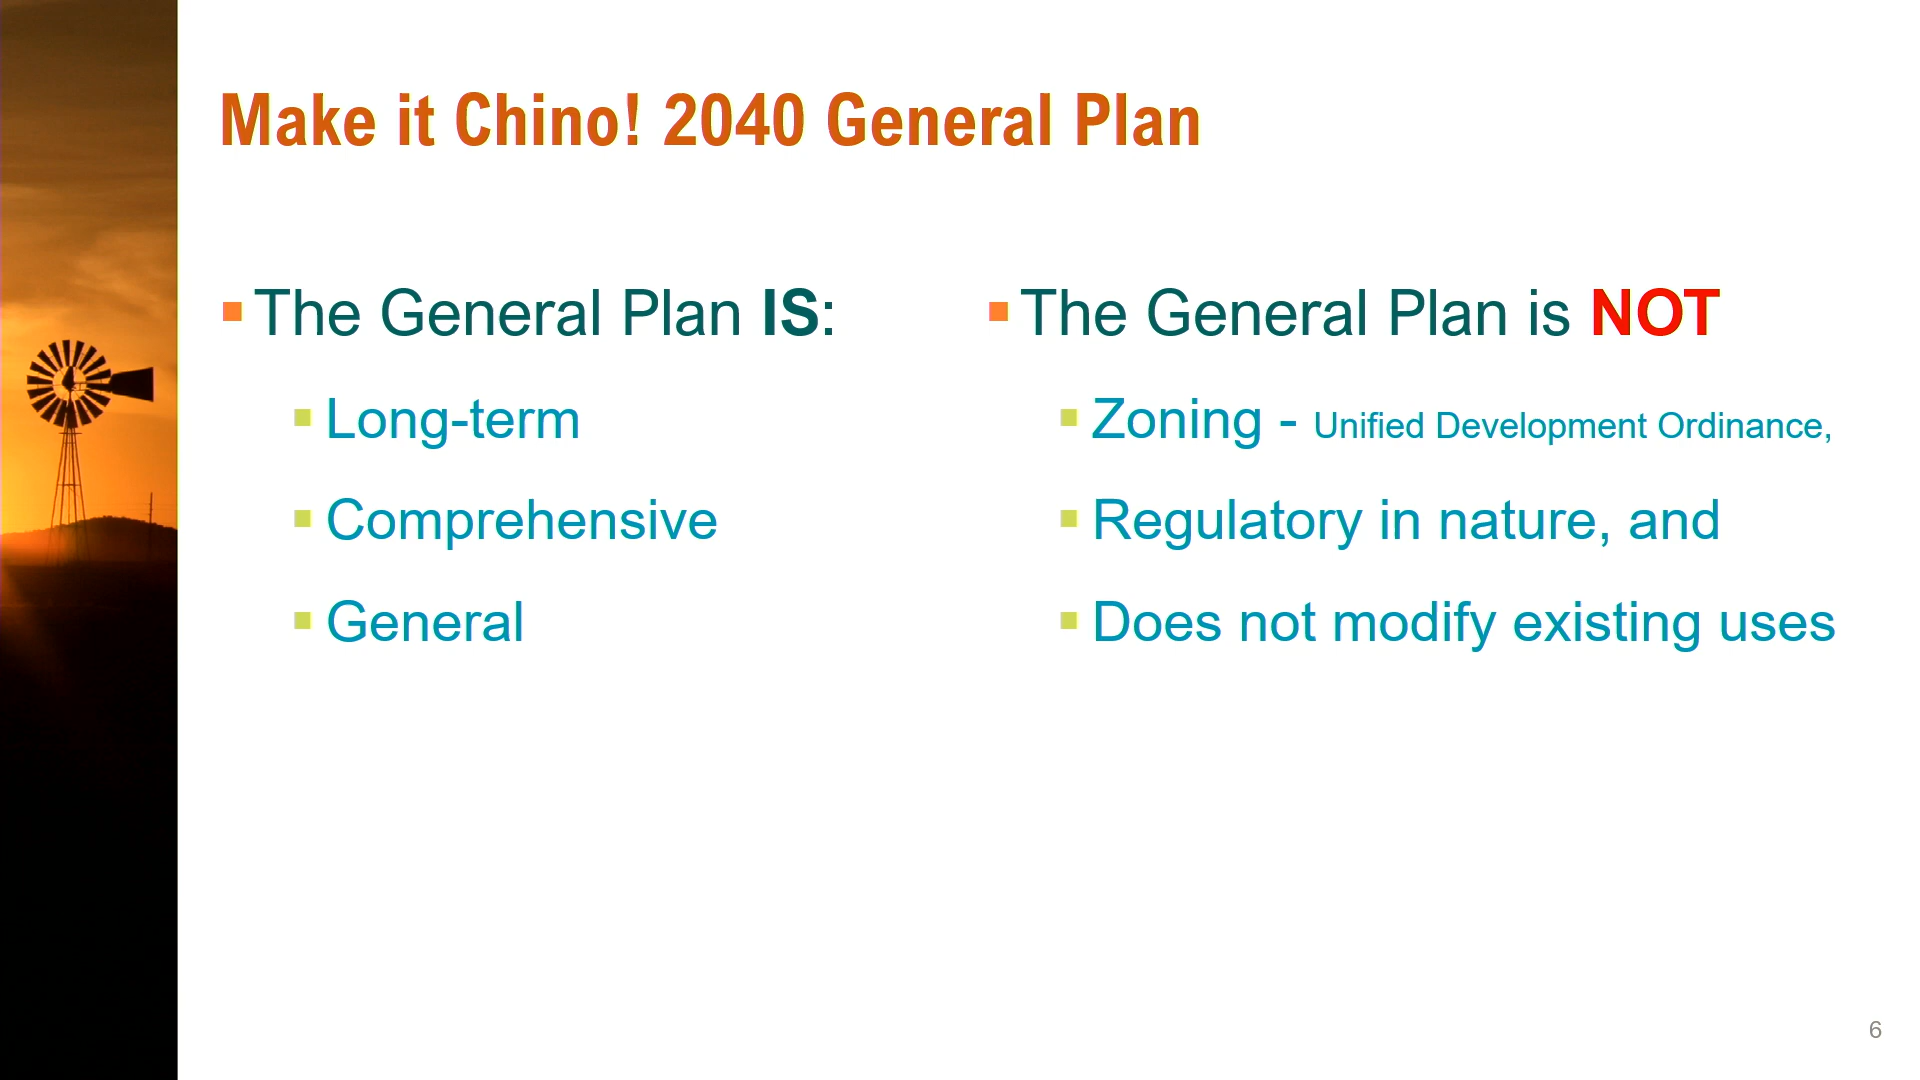 Make it Chino! 2040 General Plan
The General Plan IS:
Long-term
Comprehensive
General
The General Plan is NOT
Zoning - Unified Development Ordinance,
Regulatory in nature, and
Does not modify existing uses
6